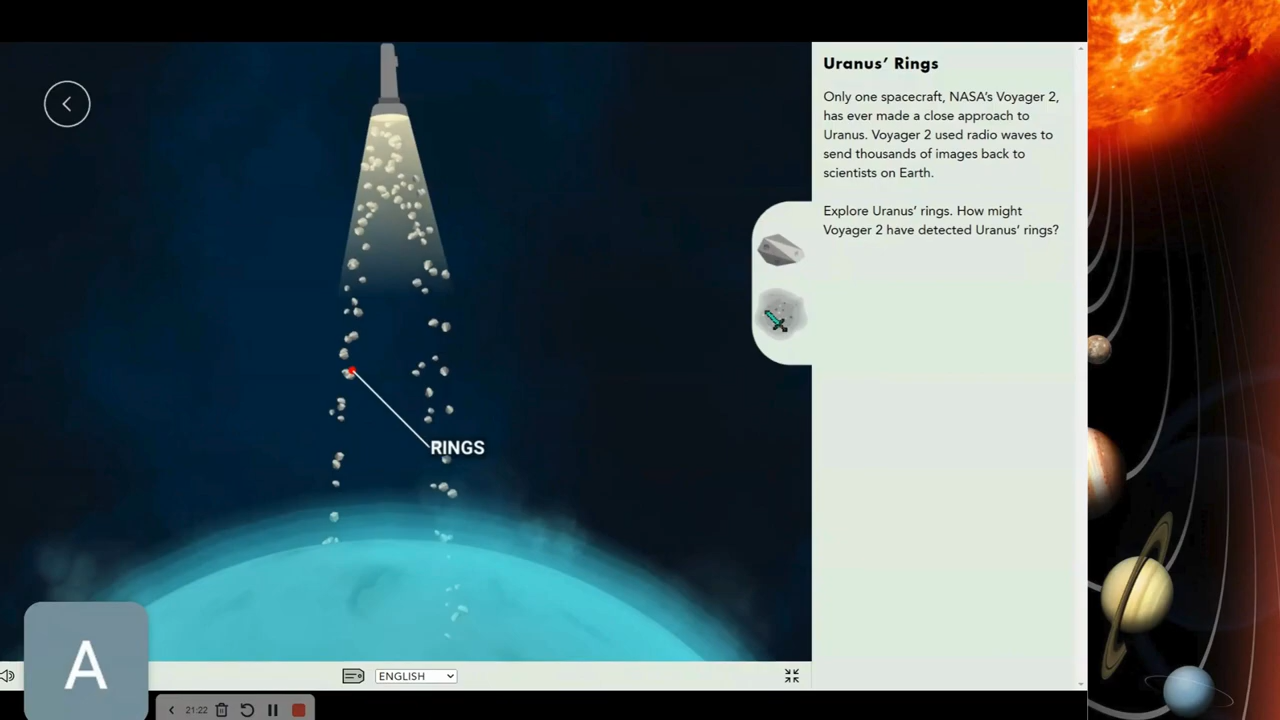 Uranus’ Rings
Only one spacecraft, NASA’s Voyager 2,
has ever made a close approach to
Uranus. Voyager 2 used radio waves to
send thousands of images back to
scientists on Earth.
Explore Uranus’ rings. How might
Voyager 2 have detected Uranus’ rings?
RINGS
A
ENGLISH
21:22